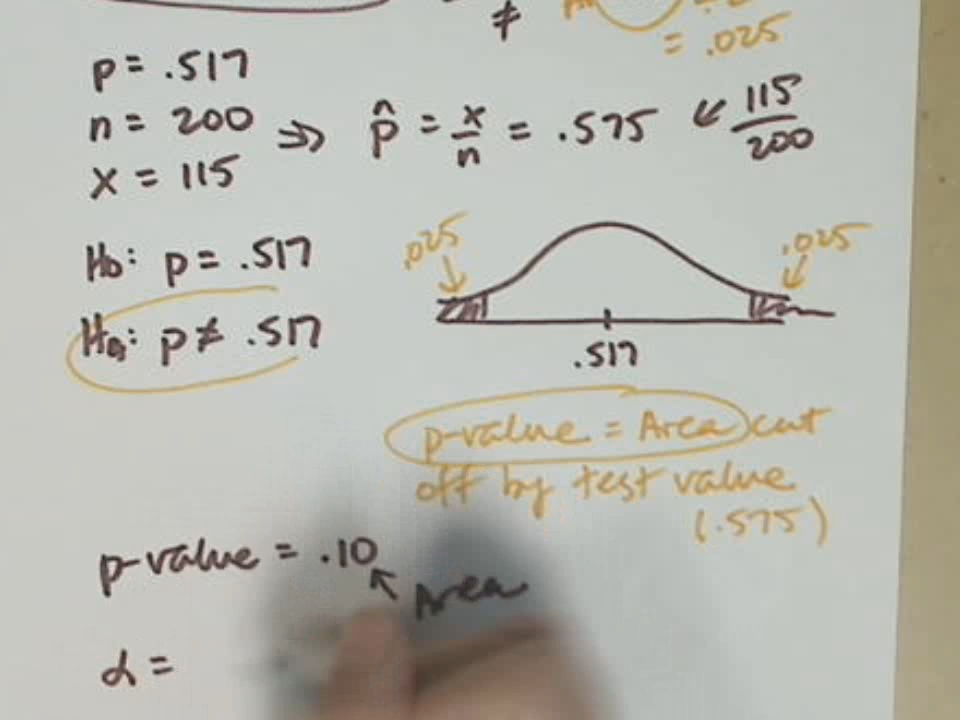 ≠
= .025
p = .517
n = 200 ⇒ p̂ = x/n = .575 ↙ 115/200
x = 115
H₀: p = .517
Hₐ: p ≠ .517
.025
.025
.517
p-value = Area cut
off by test value
(.575)
p-value = .10
Area
α =